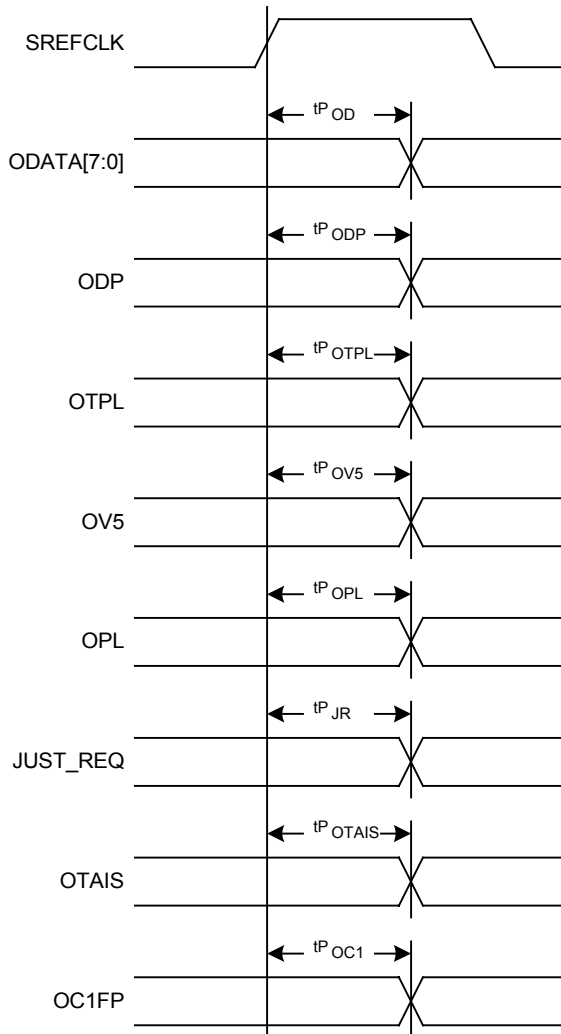 SREFCLK
tP OD
ODATA[7:0]
tP ODP
ODP
tP OTPL
OTPL
tP OV5
OV5
tP OPL
OPL
tP JR
JUST_REQ
tP OTAIS
OTAIS
tP OC1
OC1FP